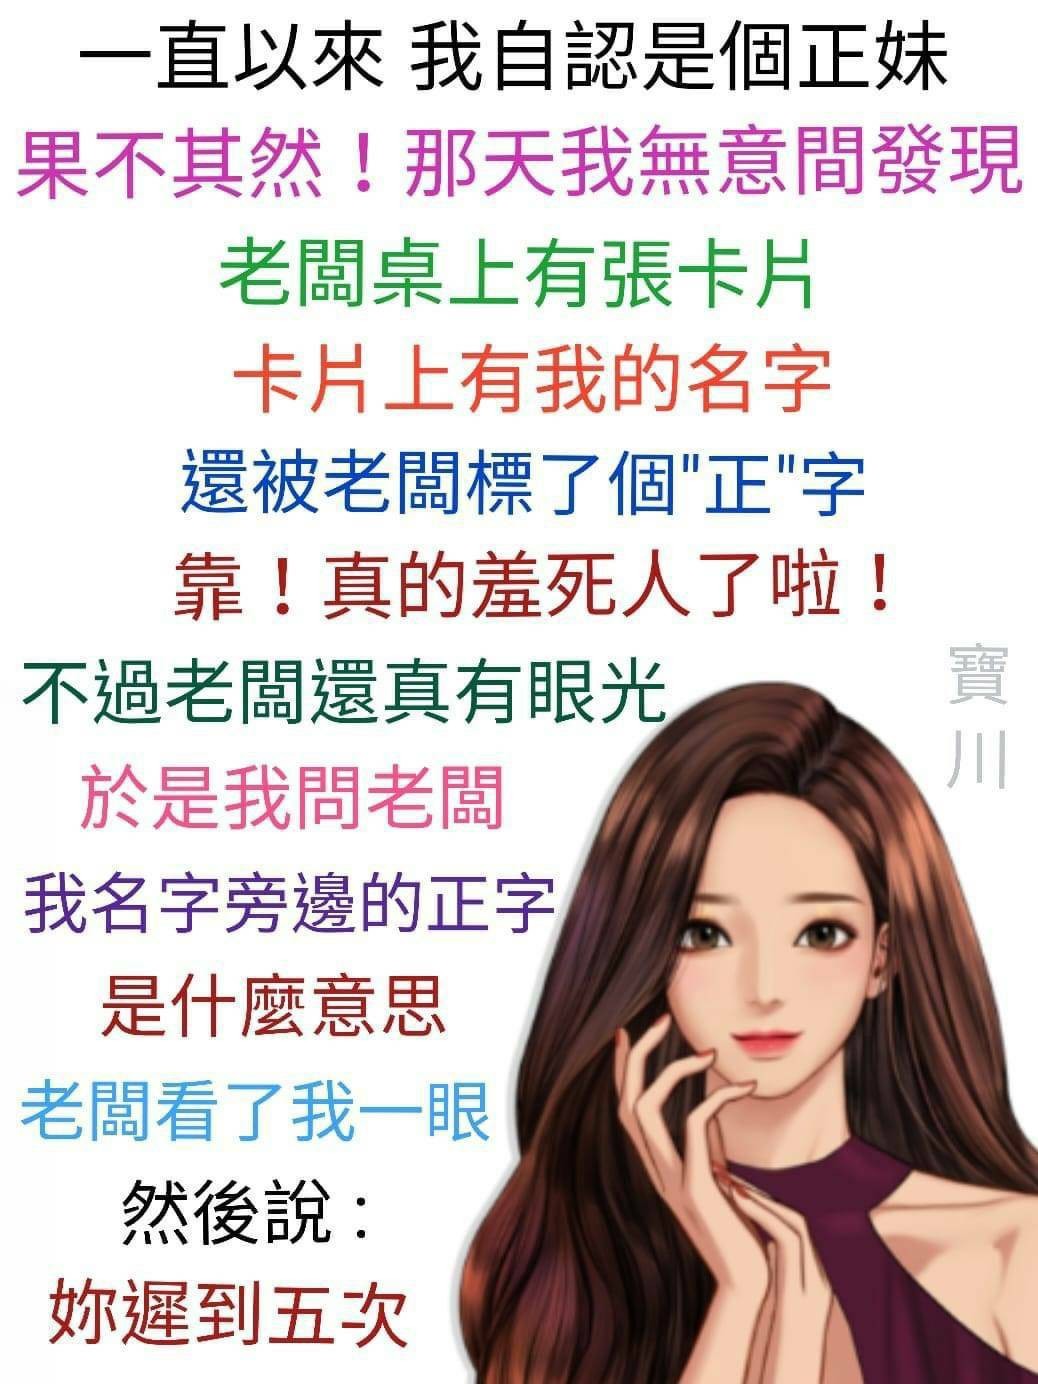 一直以來 我自認是個正妹
果不其然！那天我無意間發現
老闆桌上有張卡片
卡片上有我的名字
還被老闆標了個"正"字
靠！真的羞死人了啦！
不過老闆還真有眼光
於是我問老闆
我名字旁邊的正字
是什麼意思
老闆看了我一眼
然後說：
妳遲到五次
寶川